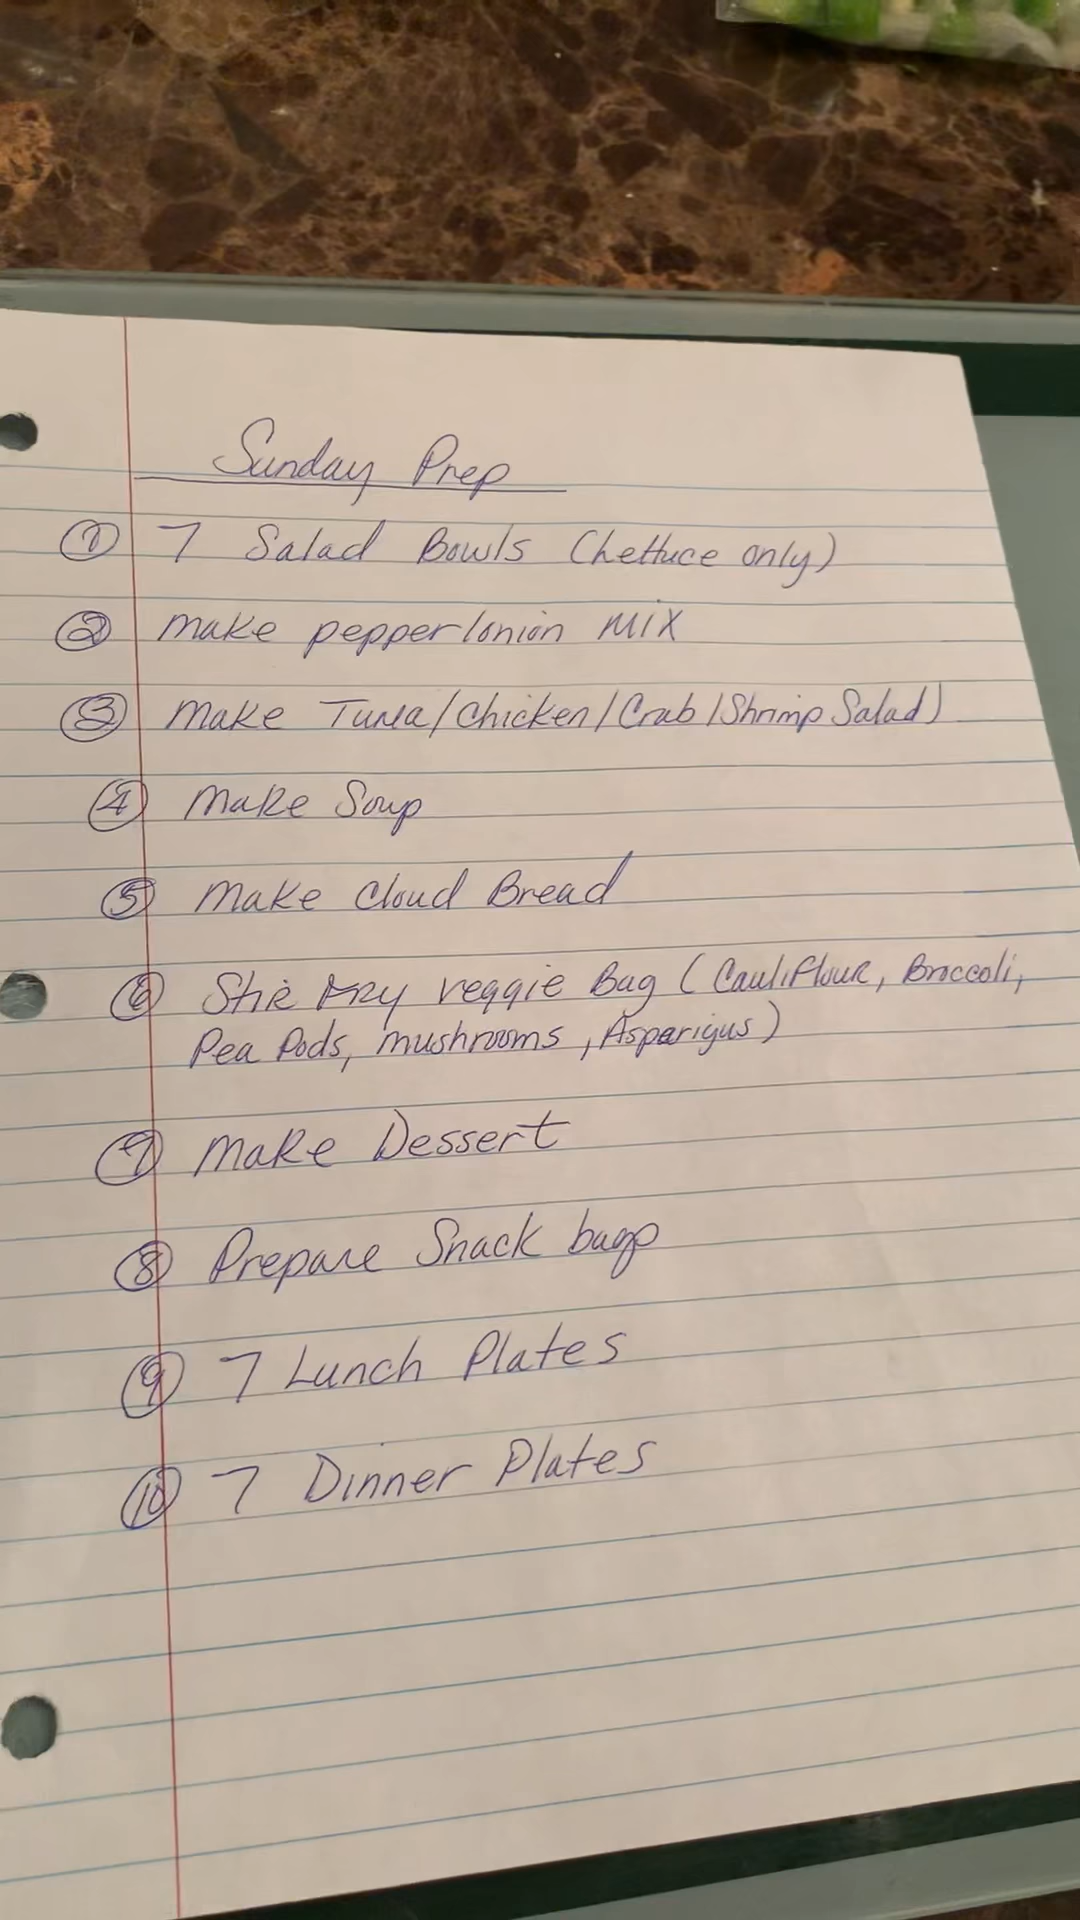 Sunday Prep
① 7 Salad Bowls (Lettuce only)
② make pepper/onion mix
③ make Tuna/Chicken/Crab/Shrimp Salad)
④ make Soup
⑤ make Cloud Bread
⑥ Stir Fry veggie Bag (Cauliflour, Broccoli,
Pea Pods, mushrooms, Asparigus)
⑦ make Dessert
⑧ Prepare Snack bags
⑨ 7 Lunch Plates
⑩ 7 Dinner Plates